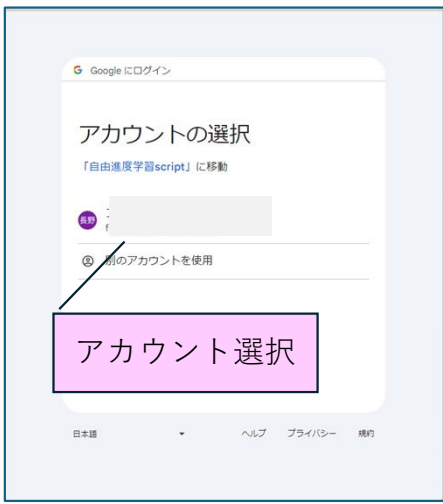 Google にログイン
アカウントの選択
「自由進度学習script」に移動
長野
別のアカウントを使用
アカウント選択
日本語
ヘルプ
プライバシー
規約